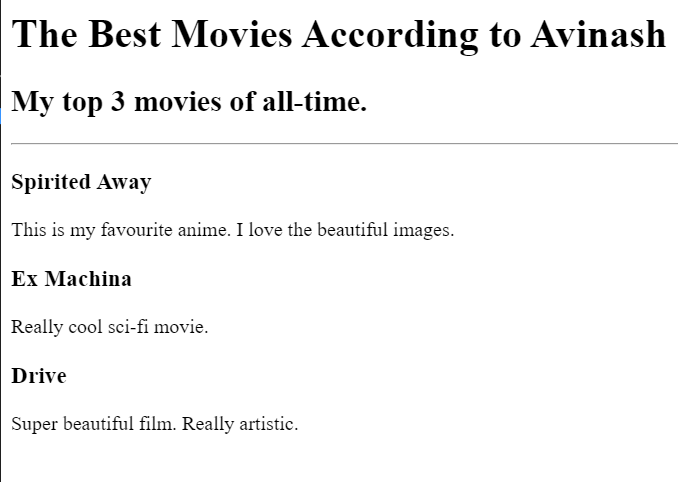 The Best Movies According to Avinash
My top 3 movies of all-time.
Spirited Away
This is my favourite anime. I love the beautiful images.
Ex Machina
Really cool sci-fi movie.
Drive
Super beautiful film. Really artistic.